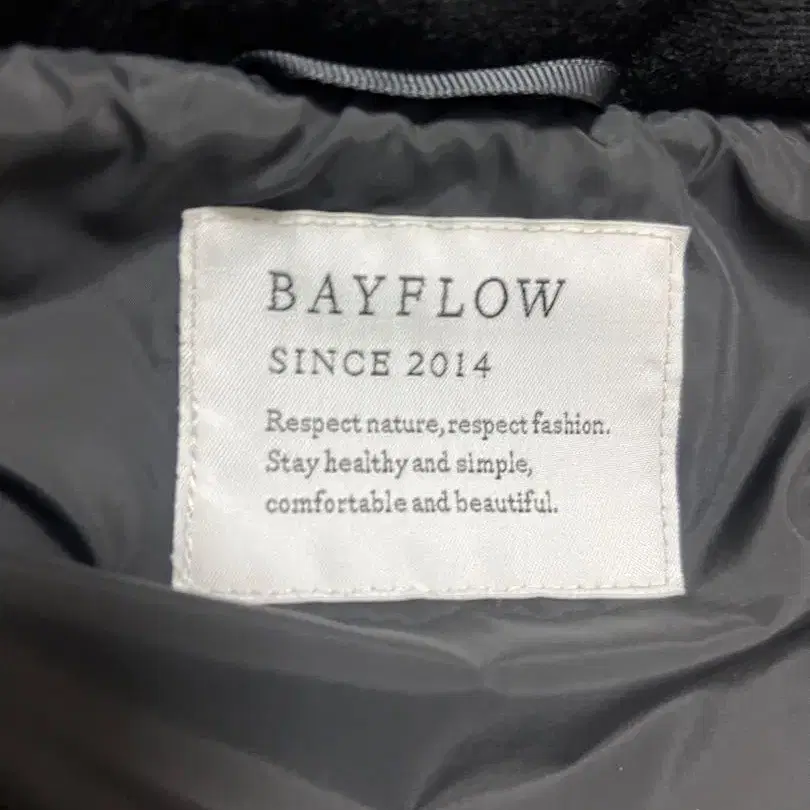 BAYFLOW
SINCE 2014
Respect nature, respect fashion.
Stay healthy and simple,
comfortable and beautiful.